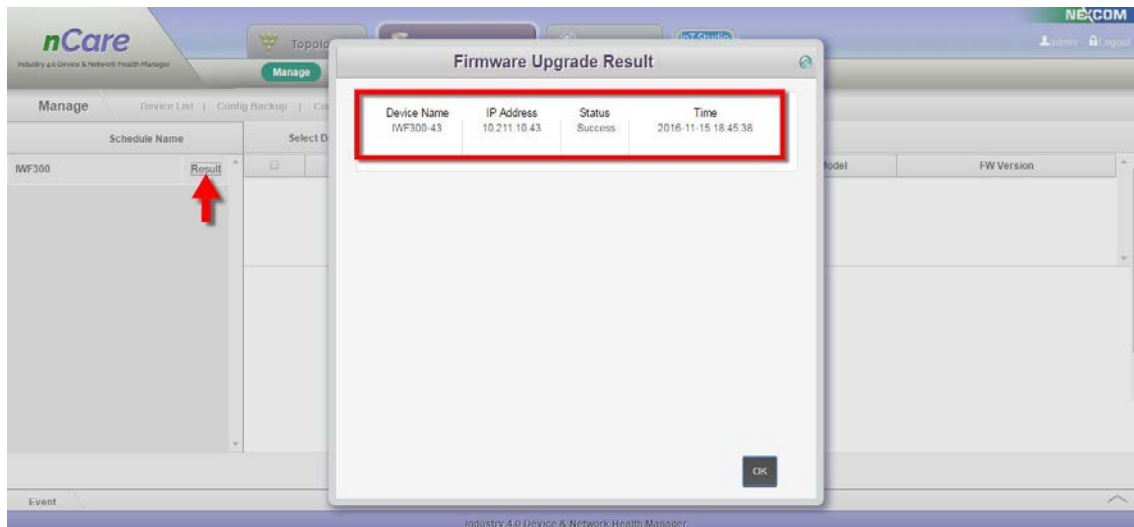 NEXCOM
nCare
Industry 4.0 Device & Network Health Manager
Topolo
IoT Studio
admin
Logout
Manage
Firmware Upgrade Result
Manage
Device List | Config Backup | Co
Schedule Name
Select D
Device Name IP Address Status Time
IWF300-43 10.211.10.43 Success 2016-11-15 18:45:38
IWF300 Result
Model FW Version
OK
Event
Industry 4.0 Device & Network Health Manager